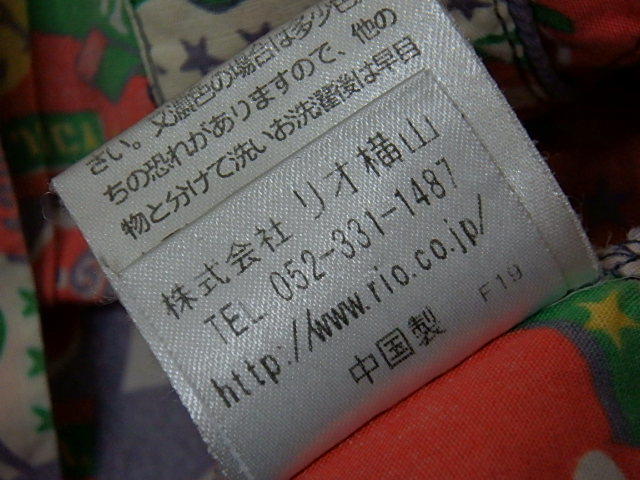 さい。又濃色の場合は多少色
ちの恐れがありますので、他の
物と分けて洗いお洗濯後は早目
株式会社 リオ横山
TEL 052-331-1487
http://www.rio.co.jp/
中国製 F19